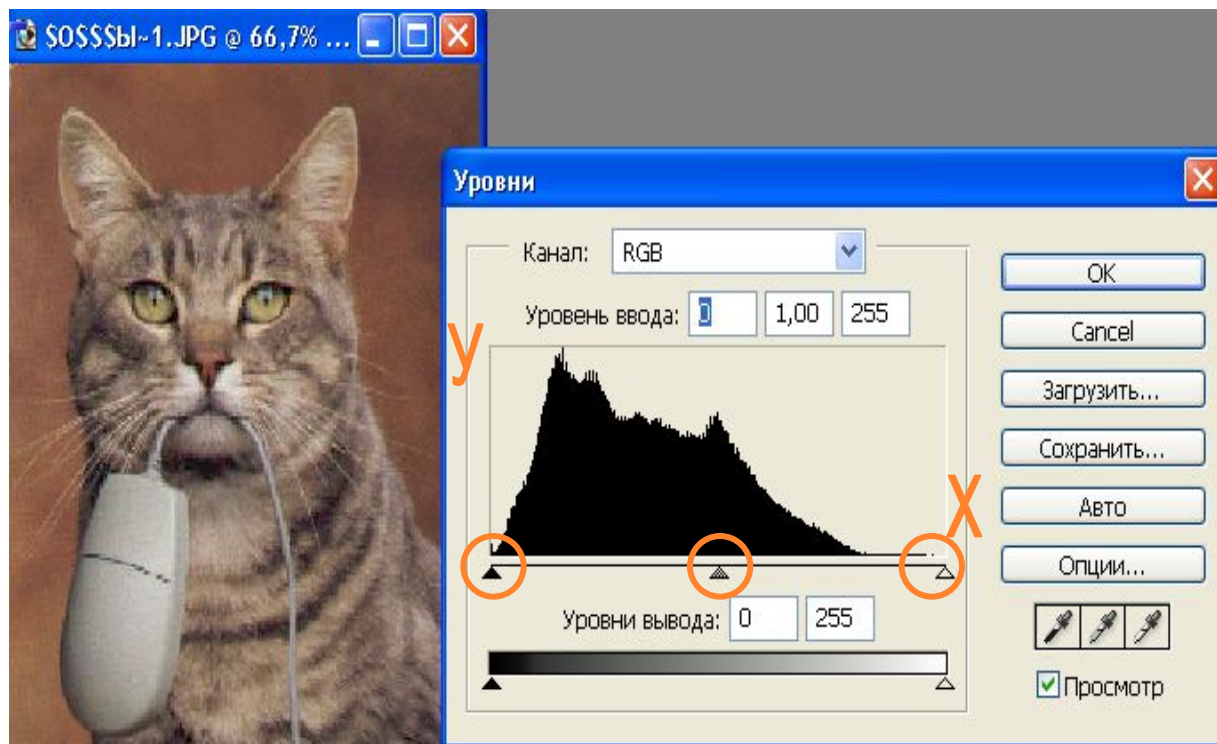 $O$$$Ы~1.JPG @ 66,7% ...
Уровни
Канал: RGB
Уровень ввода: 0 1,00 255
y
X
Уровни вывода: 0 255
OK
Cancel
Загрузить...
Сохранить...
Авто
Опции...
Просмотр